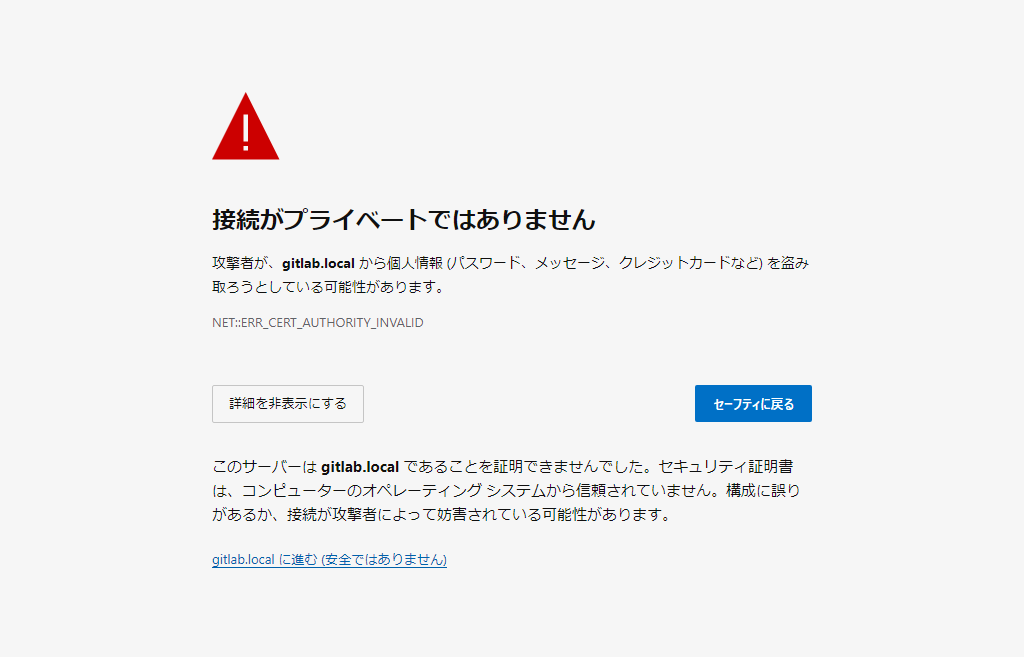 接続がプライベートではありません
攻撃者が、gitlab.local から個人情報 (パスワード、メッセージ、クレジットカードなど) を盗み
取ろうとしている可能性があります。
NET::ERR_CERT_AUTHORITY_INVALID
詳細を非表示にする
セーフティに戻る
このサーバーは gitlab.local であることを証明できませんでした。セキュリティ証明書
は、コンピューターのオペレーティング システムから信頼されていません。構成に誤り
があるか、接続が攻撃者によって妨害されている可能性があります。
gitlab.local に進む (安全ではありません)